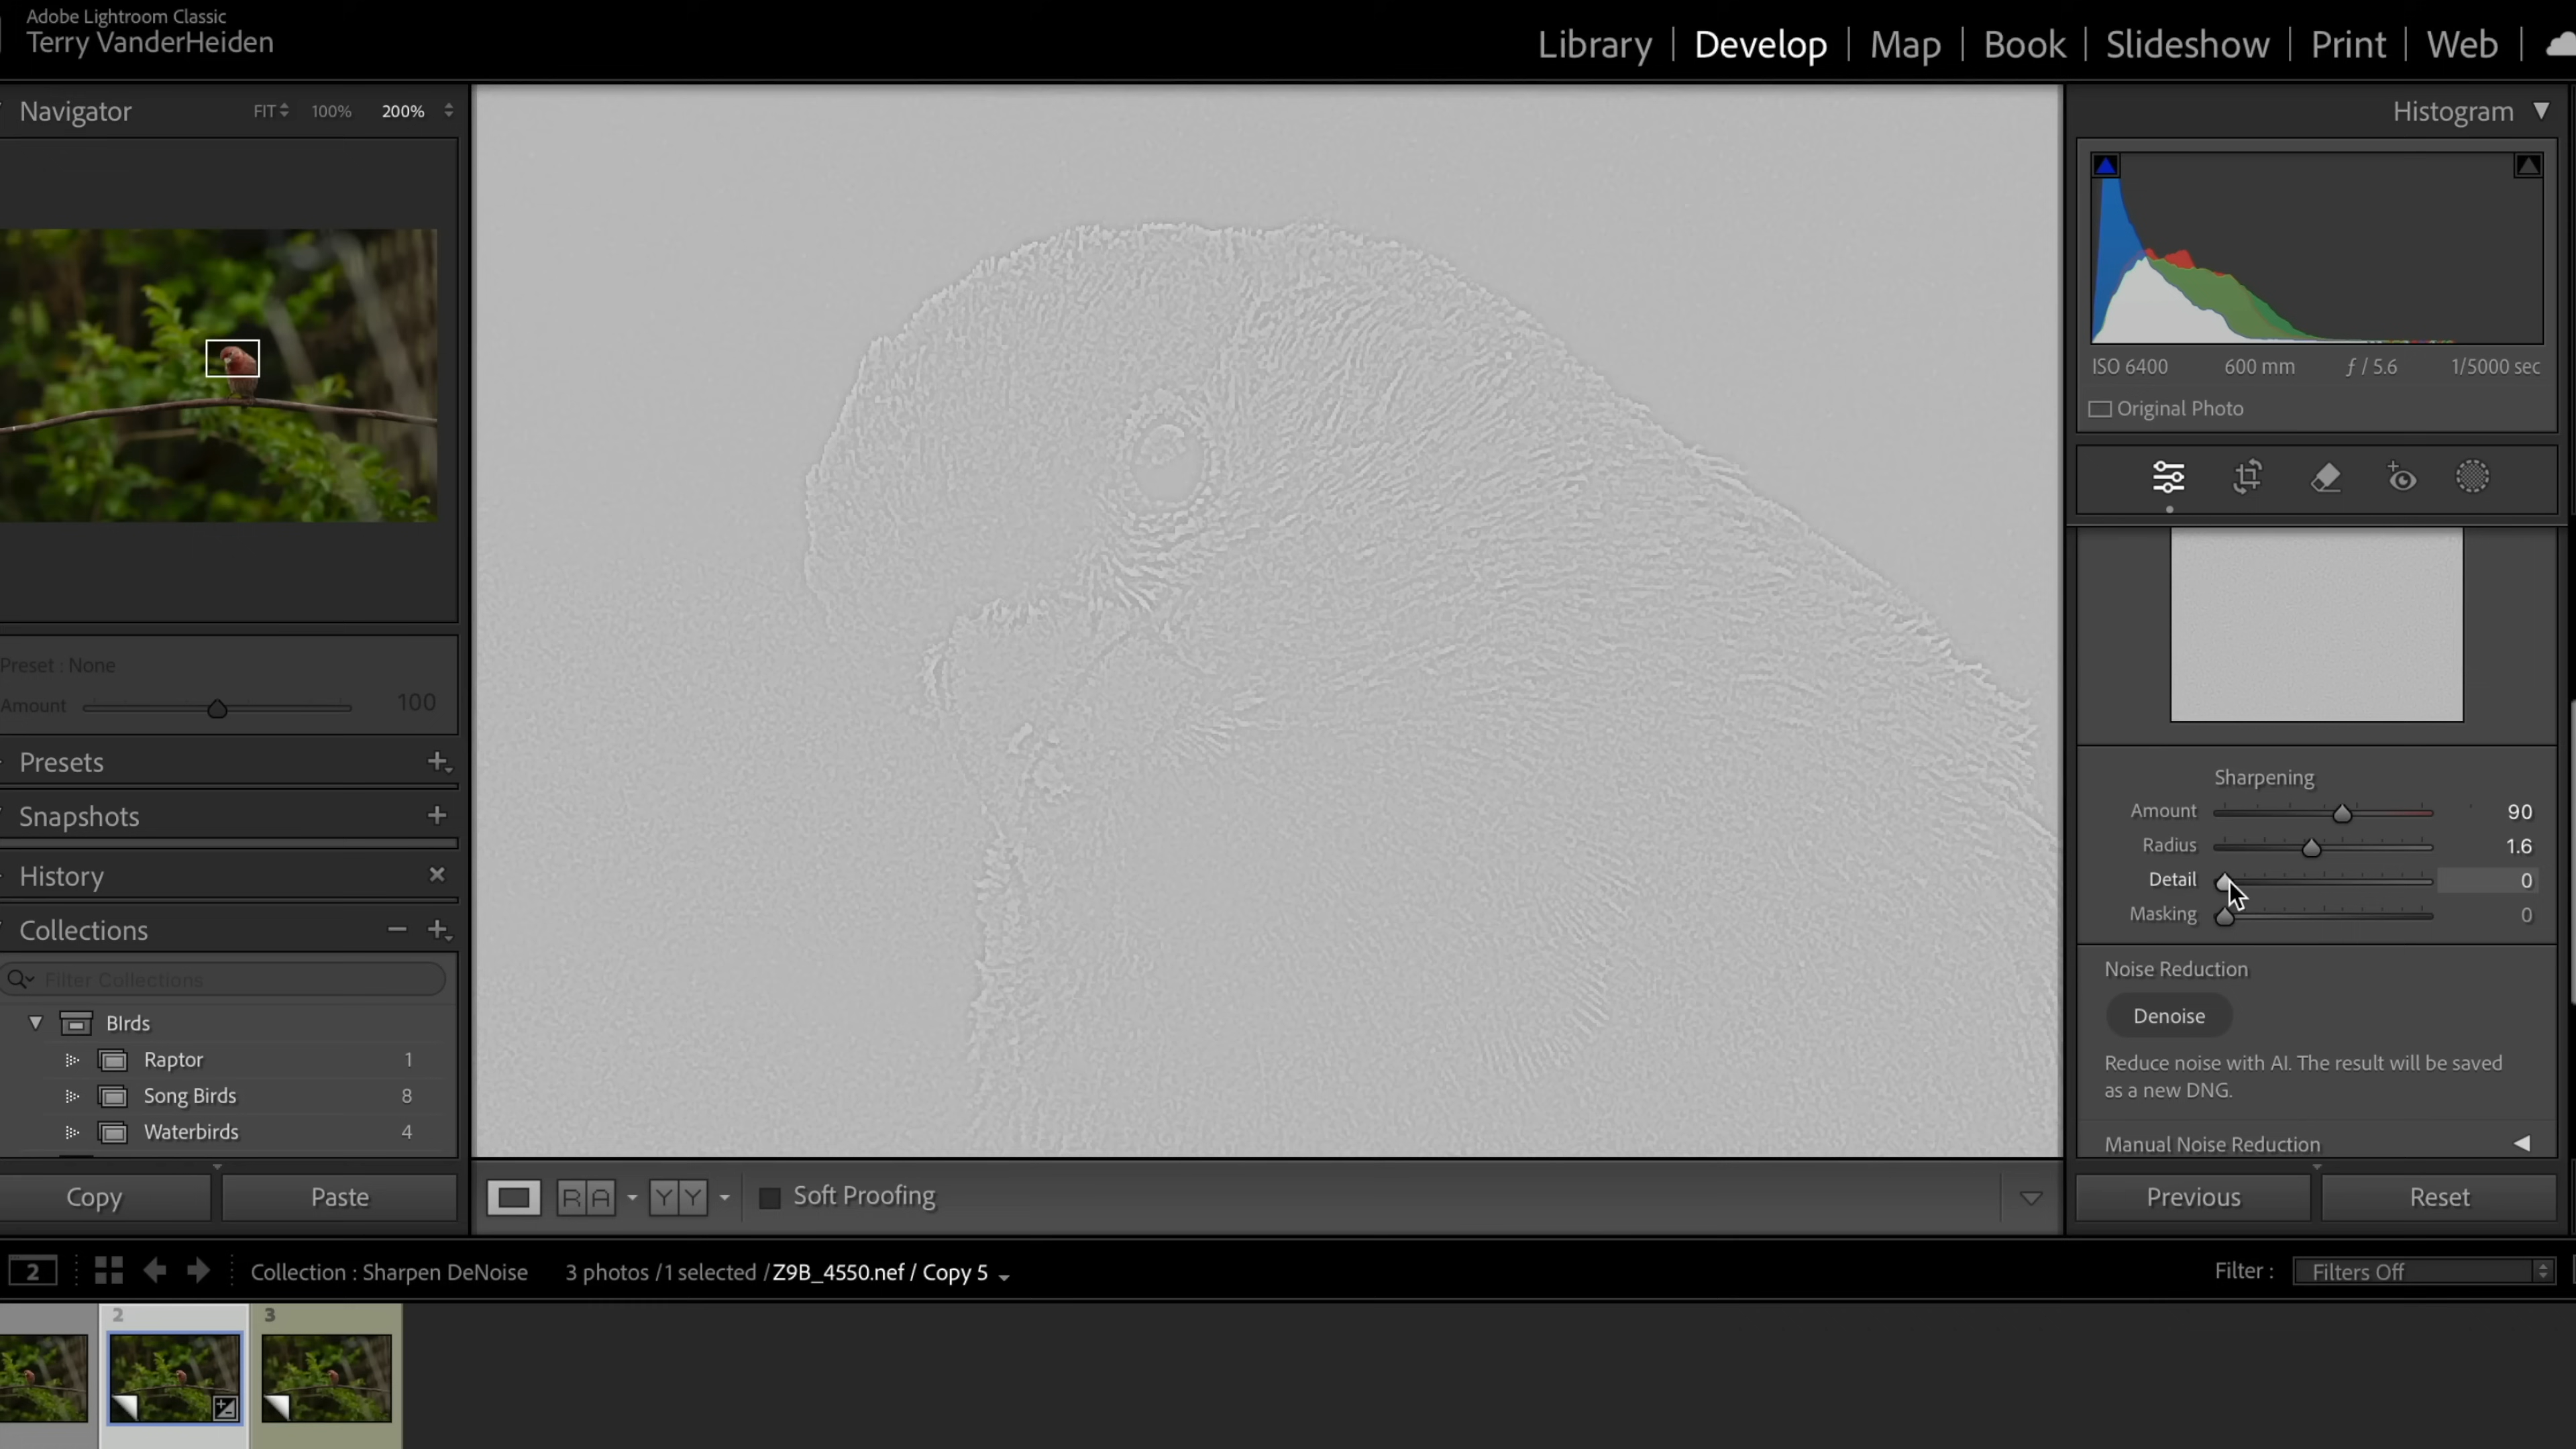 Adobe Lightroom Classic
Terry VanderHeiden
Library | Develop | Map | Book | Slideshow | Print | Web |
Navigator FIT 100% 200%
Preset : None
Amount 100
Presets
Snapshots
History
Collections
Filter Collections
BIrds
Raptor 1
Song Birds 8
Waterbirds 4
Copy Paste
RA YY Soft Proofing
Histogram
ISO 6400 600 mm ƒ / 5.6 1/5000 sec
Original Photo
Sharpening
Amount 90
Radius 1.6
Detail 0
Masking 0
Noise Reduction
Denoise
Reduce noise with AI. The result will be saved
as a new DNG.
Manual Noise Reduction
Previous Reset
2 Collection : Sharpen DeNoise 3 photos / 1 selected / Z9B_4550.nef / Copy 5
Filter : Filters Off
2 3